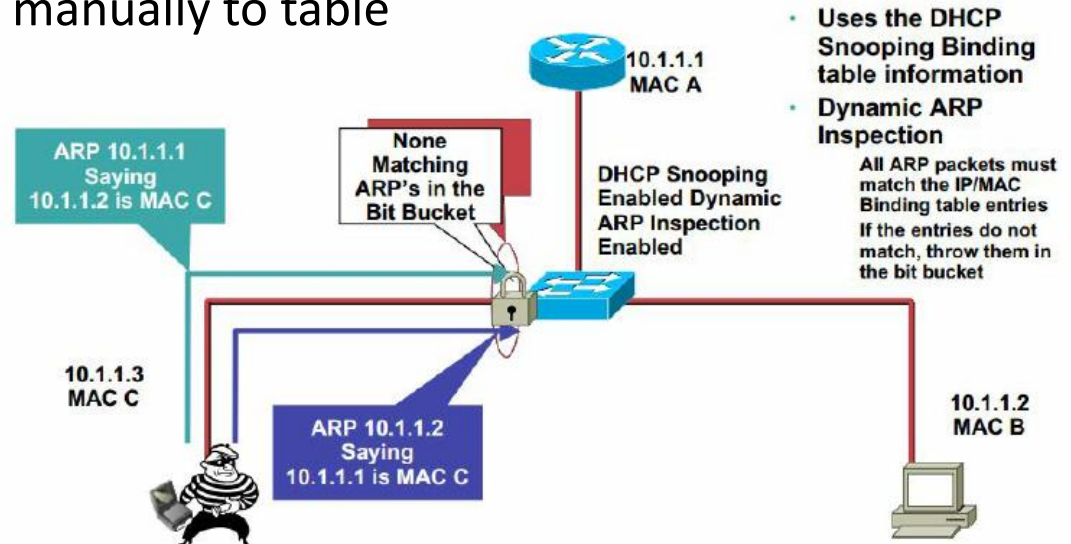 manually to table
10.1.1.1
MAC A
• Uses the DHCP
Snooping Binding
table information
• Dynamic ARP
Inspection
All ARP packets must
match the IP/MAC
Binding table entries
If the entries do not
match, throw them in
the bit bucket
ARP 10.1.1.1
Saying
10.1.1.2 is MAC C
None
Matching
ARP's in the
Bit Bucket
DHCP Snooping
Enabled Dynamic
ARP Inspection
Enabled
10.1.1.3
MAC C
ARP 10.1.1.2
Saying
10.1.1.1 is MAC C
10.1.1.2
MAC B